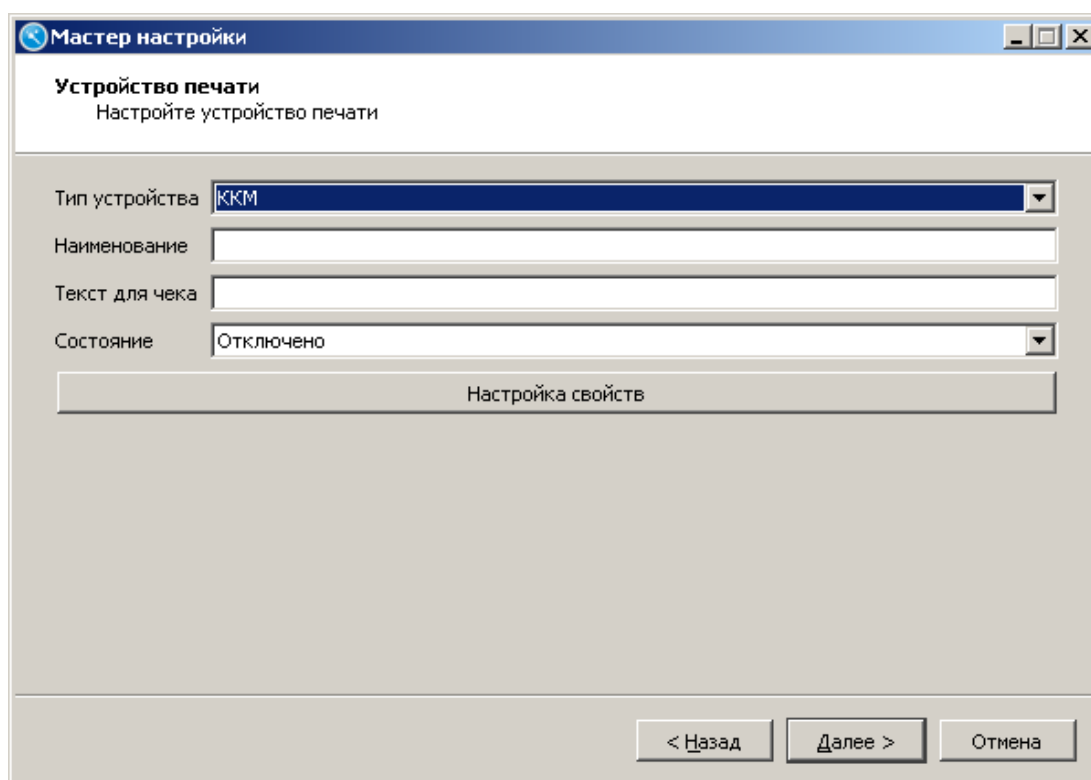 Мастер настройки
Устройство печати
Настройте устройство печати
Тип устройства ККМ
Наименование
Текст для чека
Состояние Отключено
Настройка свойств
< Назад Далее > Отмена